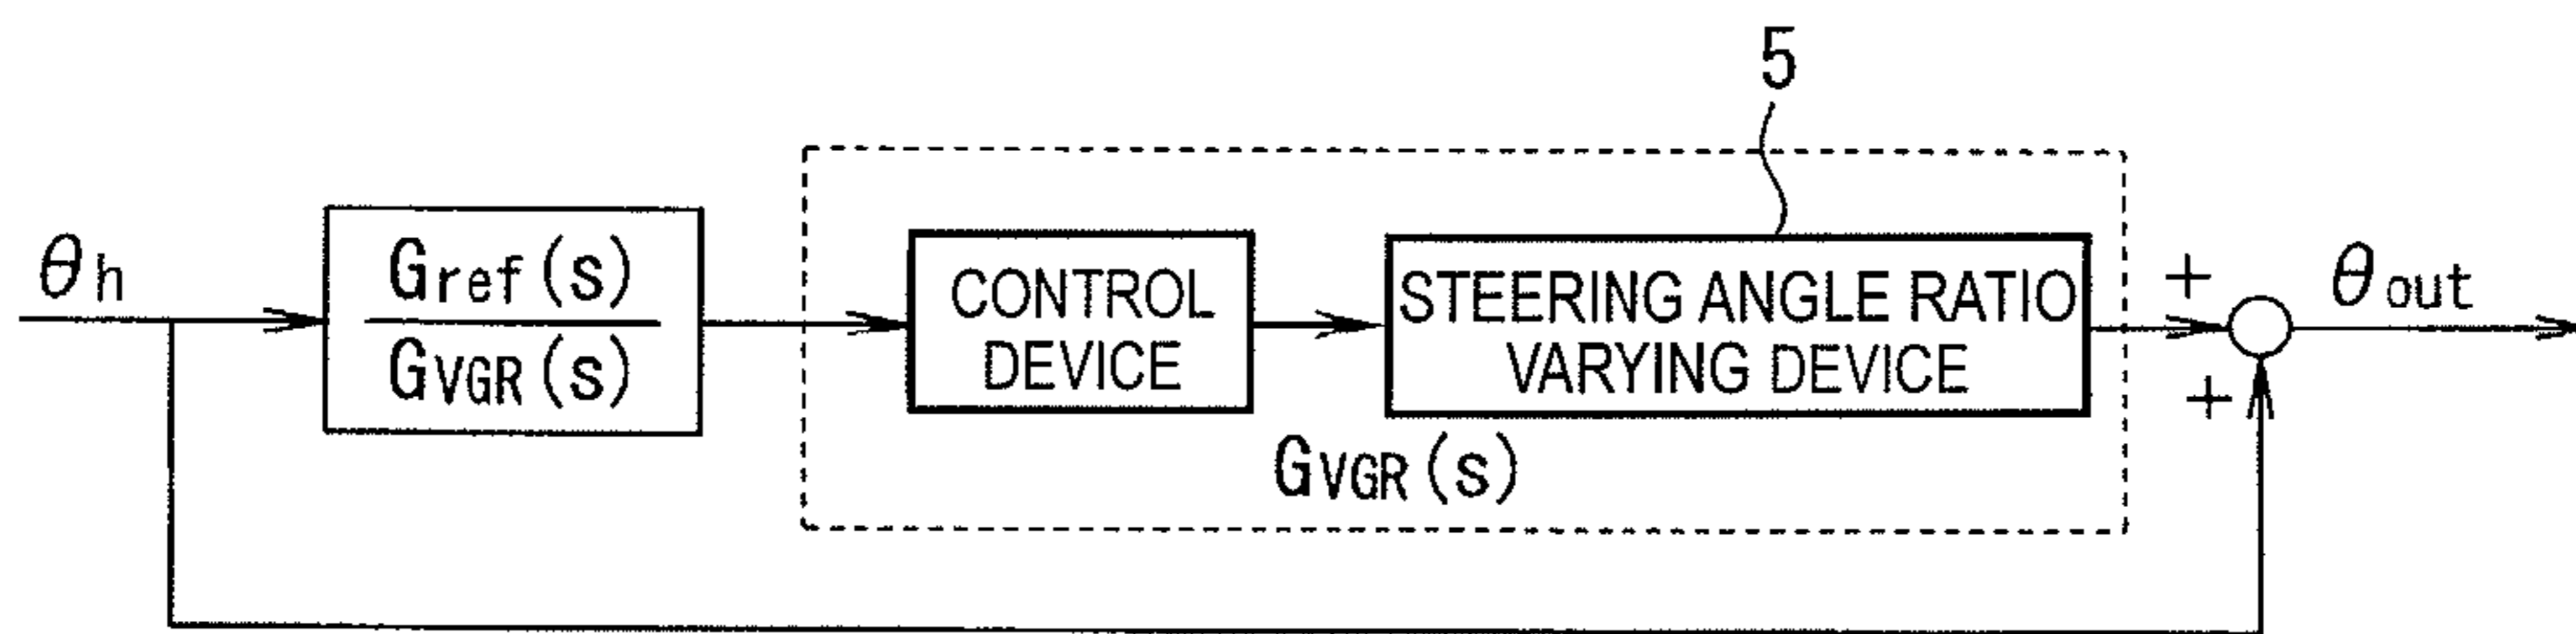 5
θh
Gref(s)
GVGR(s)
CONTROL
DEVICE
STEERING ANGLE RATIO
VARYING DEVICE
GVGR(s)
+
+
θout